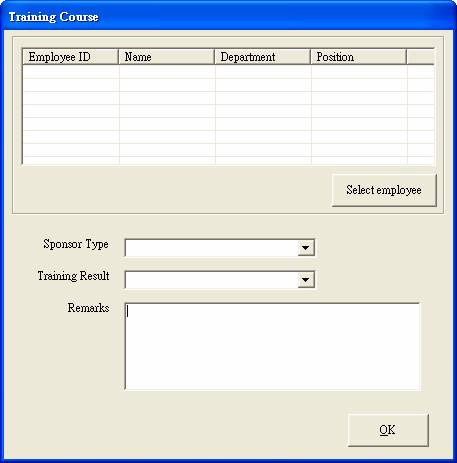 Training Course
Employee ID Name Department Position
Select employee
Sponsor Type
Training Result
Remarks
OK